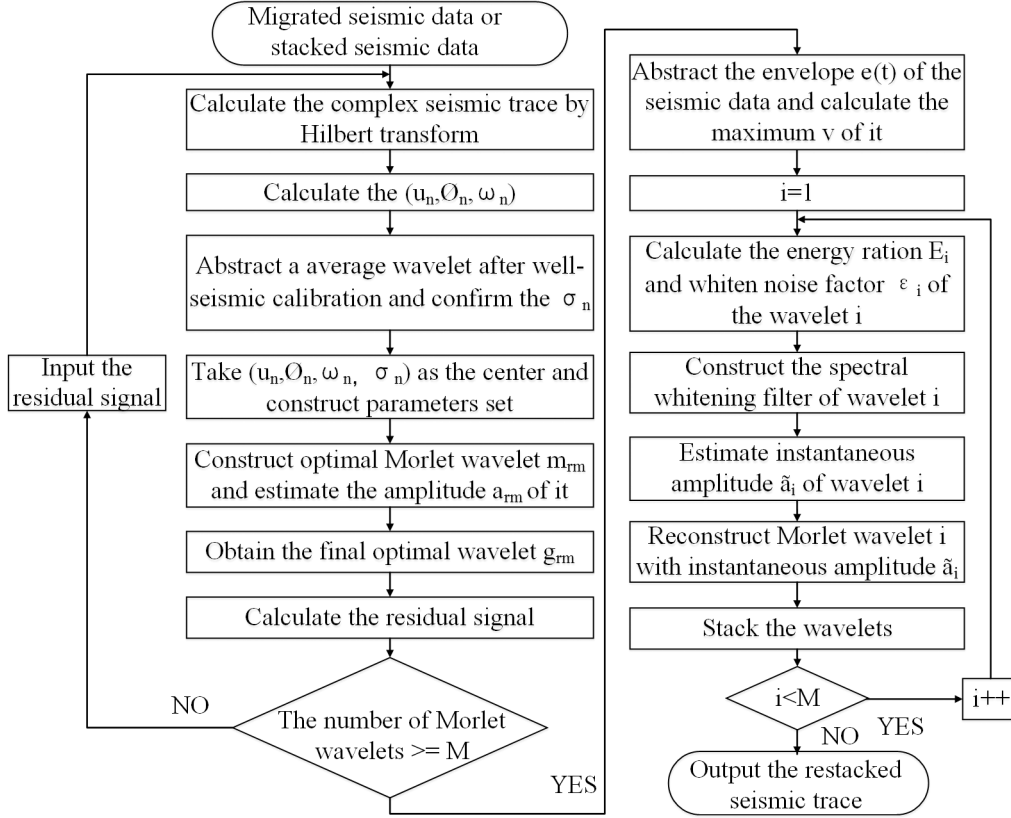 Migrated seismic data or
stacked seismic data
Calculate the complex seismic trace by
Hilbert transform
Calculate the (uₙ,Øₙ,ωₙ)
Abstract a average wavelet after well-
seismic calibration and confirm the σₙ
Take (uₙ,Øₙ,ωₙ, σₙ) as the center and
construct parameters set
Construct optimal Morlet wavelet mᵣₘ
and estimate the amplitude aᵣₘ of it
Obtain the final optimal wavelet gᵣₘ
Calculate the residual signal
The number of Morlet
wavelets >= M
NO
YES
Input the
residual signal
Abstract the envelope e(t) of the
seismic data and calculate the
maximum v of it
i=1
Calculate the energy ration Eᵢ
and whiten noise factor εᵢ of
the wavelet i
Construct the spectral
whitening filter of wavelet i
Estimate instantaneous
amplitude ãᵢ of wavelet i
Reconstruct Morlet wavelet i
with instantaneous amplitude ãᵢ
Stack the wavelets
i<M
YES
i++
NO
Output the restacked
seismic trace